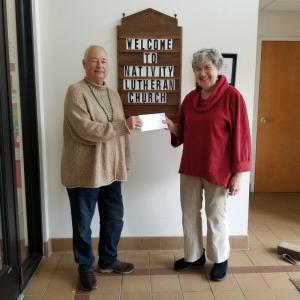 WELCOME
TO
NATIVITY
LUTHERAN
CHURCH